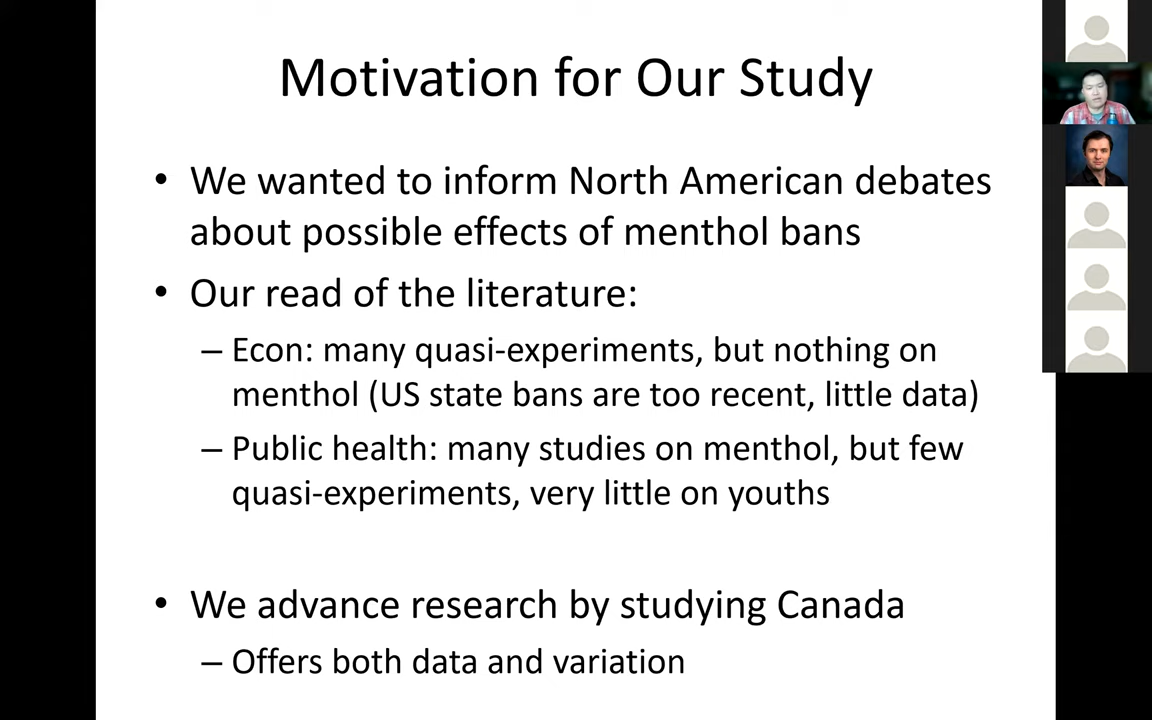 Motivation for Our Study
• We wanted to inform North American debates
about possible effects of menthol bans
• Our read of the literature:
– Econ: many quasi-experiments, but nothing on
menthol (US state bans are too recent, little data)
– Public health: many studies on menthol, but few
quasi-experiments, very little on youths
• We advance research by studying Canada
– Offers both data and variation